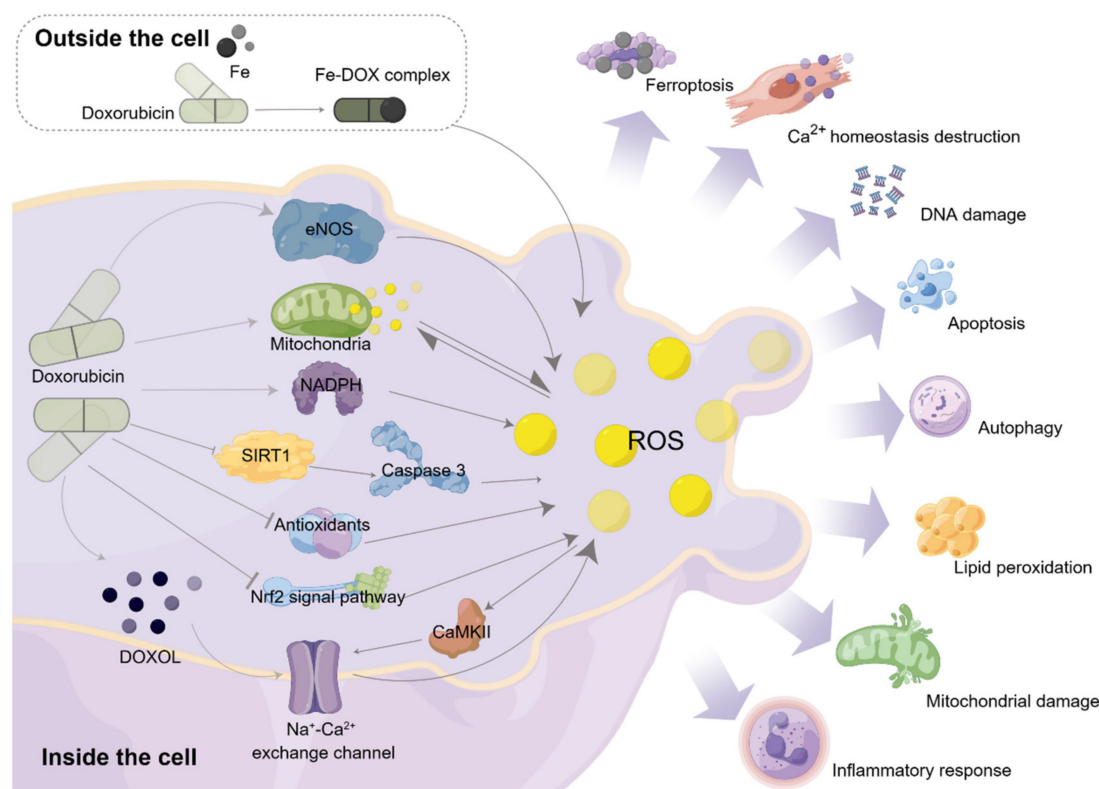 Outside the cell
Fe
Fe-DOX complex
Doxorubicin
Ferroptosis
Ca²⁺ homeostasis destruction
DNA damage
eNOS
Apoptosis
Mitochondria
Doxorubicin
NADPH
ROS
Autophagy
SIRT1
Caspase 3
Antioxidants
Lipid peroxidation
Nrf2 signal pathway
DOXOL
CaMKII
Mitochondrial damage
Na⁺-Ca²⁺
exchange channel
Inside the cell
Inflammatory response